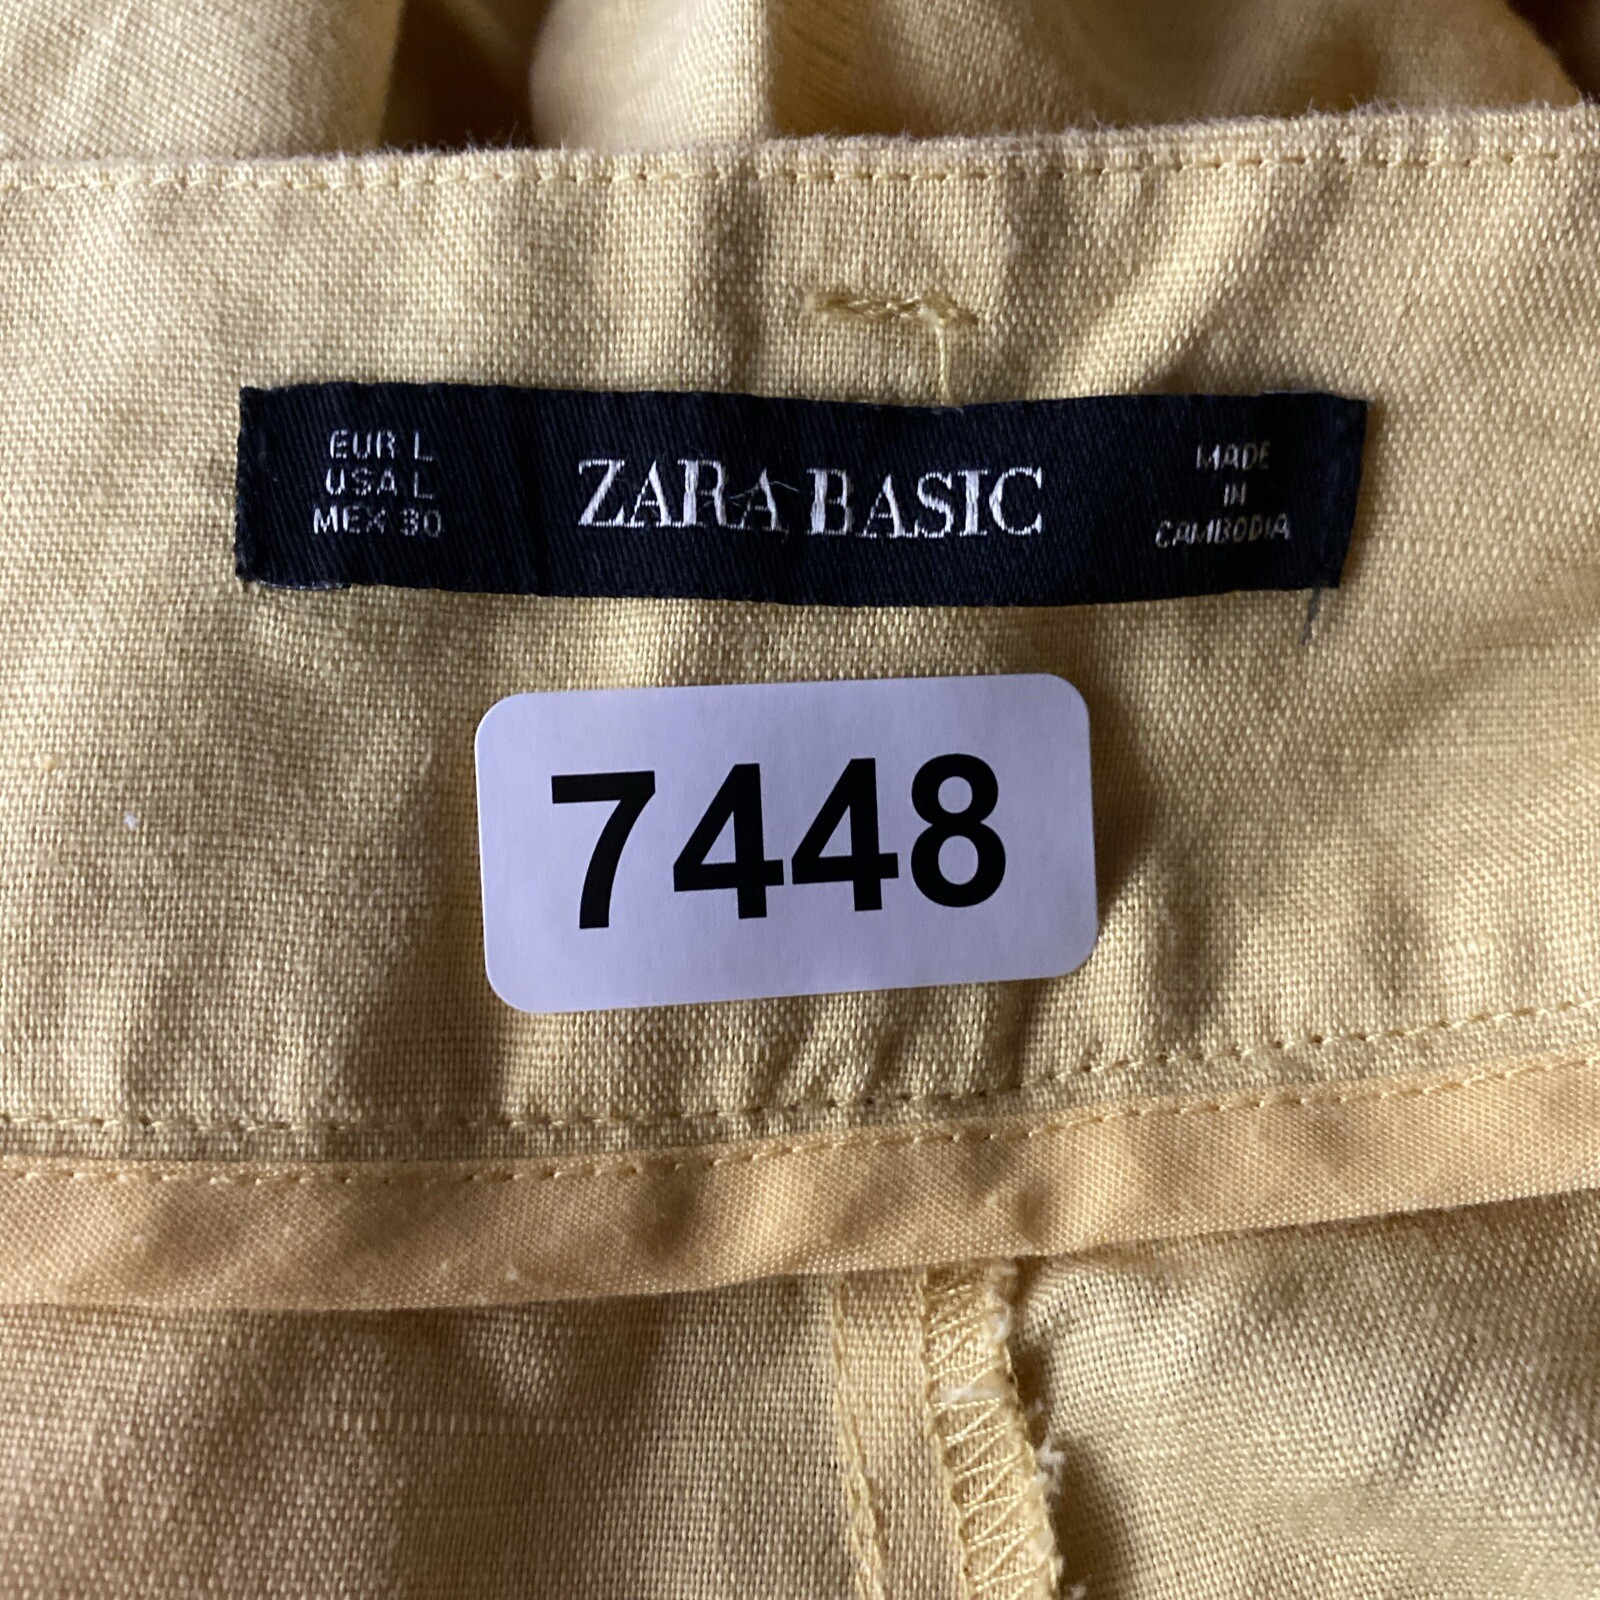 EUR L
USA L
MEX 30
ZARA BASIC
MADE
IN
CAMBODIA
7448